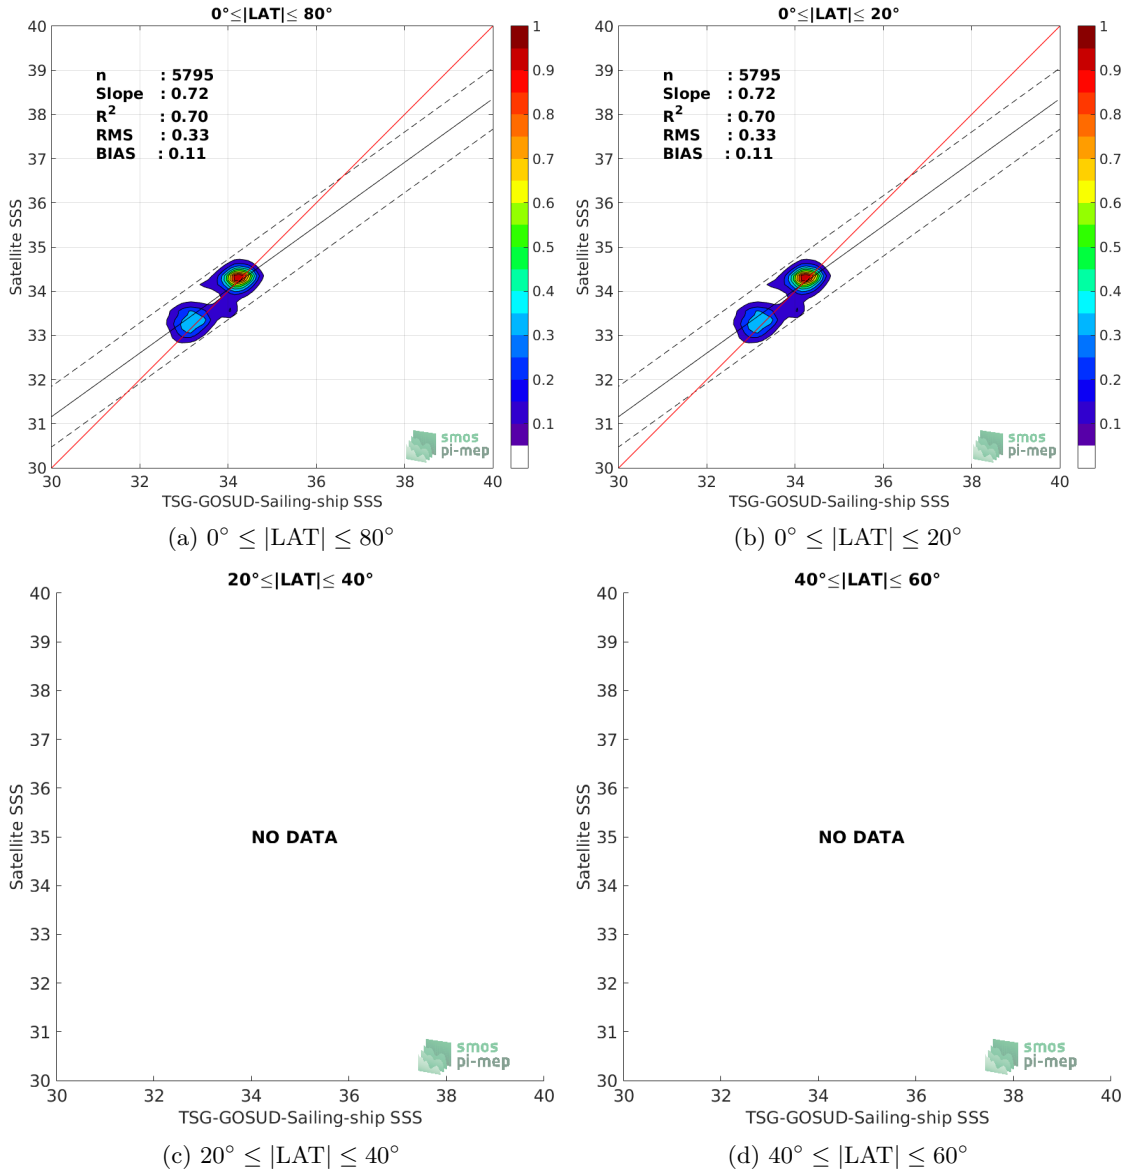 0°≤|LAT|≤ 80°
40
39
38
37
36
35
34
33
32
31
30
Satellite SSS
n : 5795
Slope : 0.72
R² : 0.70
RMS : 0.33
BIAS : 0.11
smos
pi-mep
30 32 34 36 38 40
TSG-GOSUD-Sailing-ship SSS
1
0.9
0.8
0.7
0.6
0.5
0.4
0.3
0.2
0.1
(a) 0° ≤ |LAT| ≤ 80°
0°≤|LAT|≤ 20°
40
39
38
37
36
35
34
33
32
31
30
Satellite SSS
n : 5795
Slope : 0.72
R² : 0.70
RMS : 0.33
BIAS : 0.11
smos
pi-mep
30 32 34 36 38 40
TSG-GOSUD-Sailing-ship SSS
1
0.9
0.8
0.7
0.6
0.5
0.4
0.3
0.2
0.1
(b) 0° ≤ |LAT| ≤ 20°
20°≤|LAT|≤ 40°
40
39
38
37
36
35
34
33
32
31
30
Satellite SSS
NO DATA
smos
pi-mep
30 32 34 36 38 40
TSG-GOSUD-Sailing-ship SSS
(c) 20° ≤ |LAT| ≤ 40°
40°≤|LAT|≤ 60°
40
39
38
37
36
35
34
33
32
31
30
Satellite SSS
NO DATA
smos
pi-mep
30 32 34 36 38 40
TSG-GOSUD-Sailing-ship SSS
(d) 40° ≤ |LAT| ≤ 60°